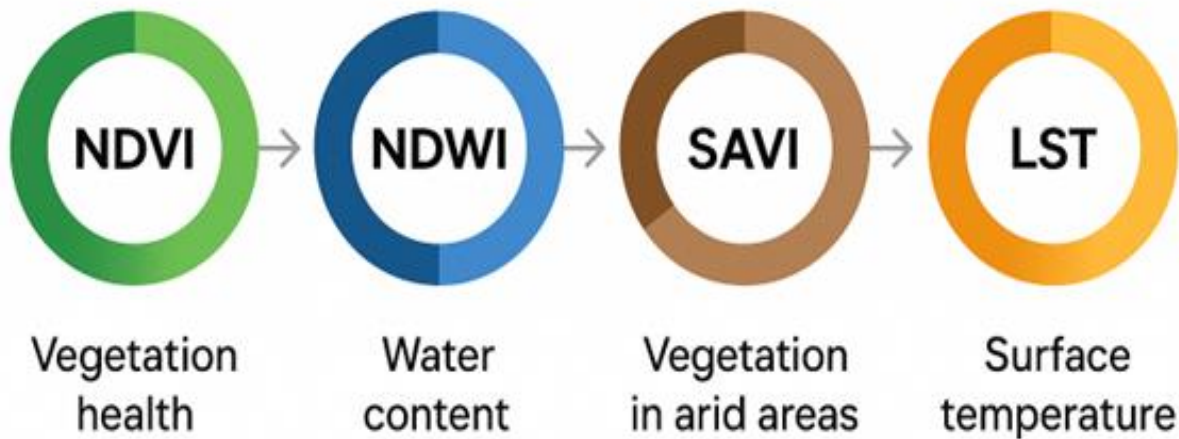 NDVI
NDWI
SAVI
LST
Vegetation
health
Water
content
Vegetation
in arid areas
Surface
temperature